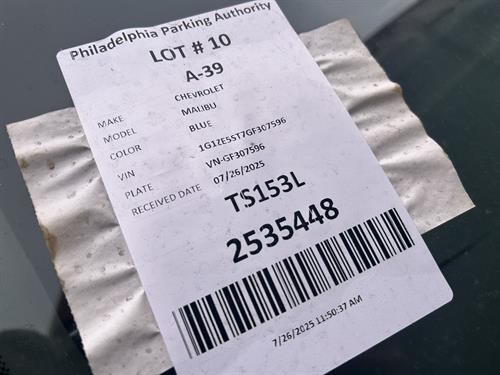 Philadelphia Parking Authority
LOT # 10
A-39
MAKE CHEVROLET
MODEL MALIBU
COLOR BLUE
VIN 1G1ZE5ST7GF307596
PLATE VN-GF307596
RECEIVED DATE 07/26/2025
TS153L
2535448
7/26/2025 11:50:37 AM